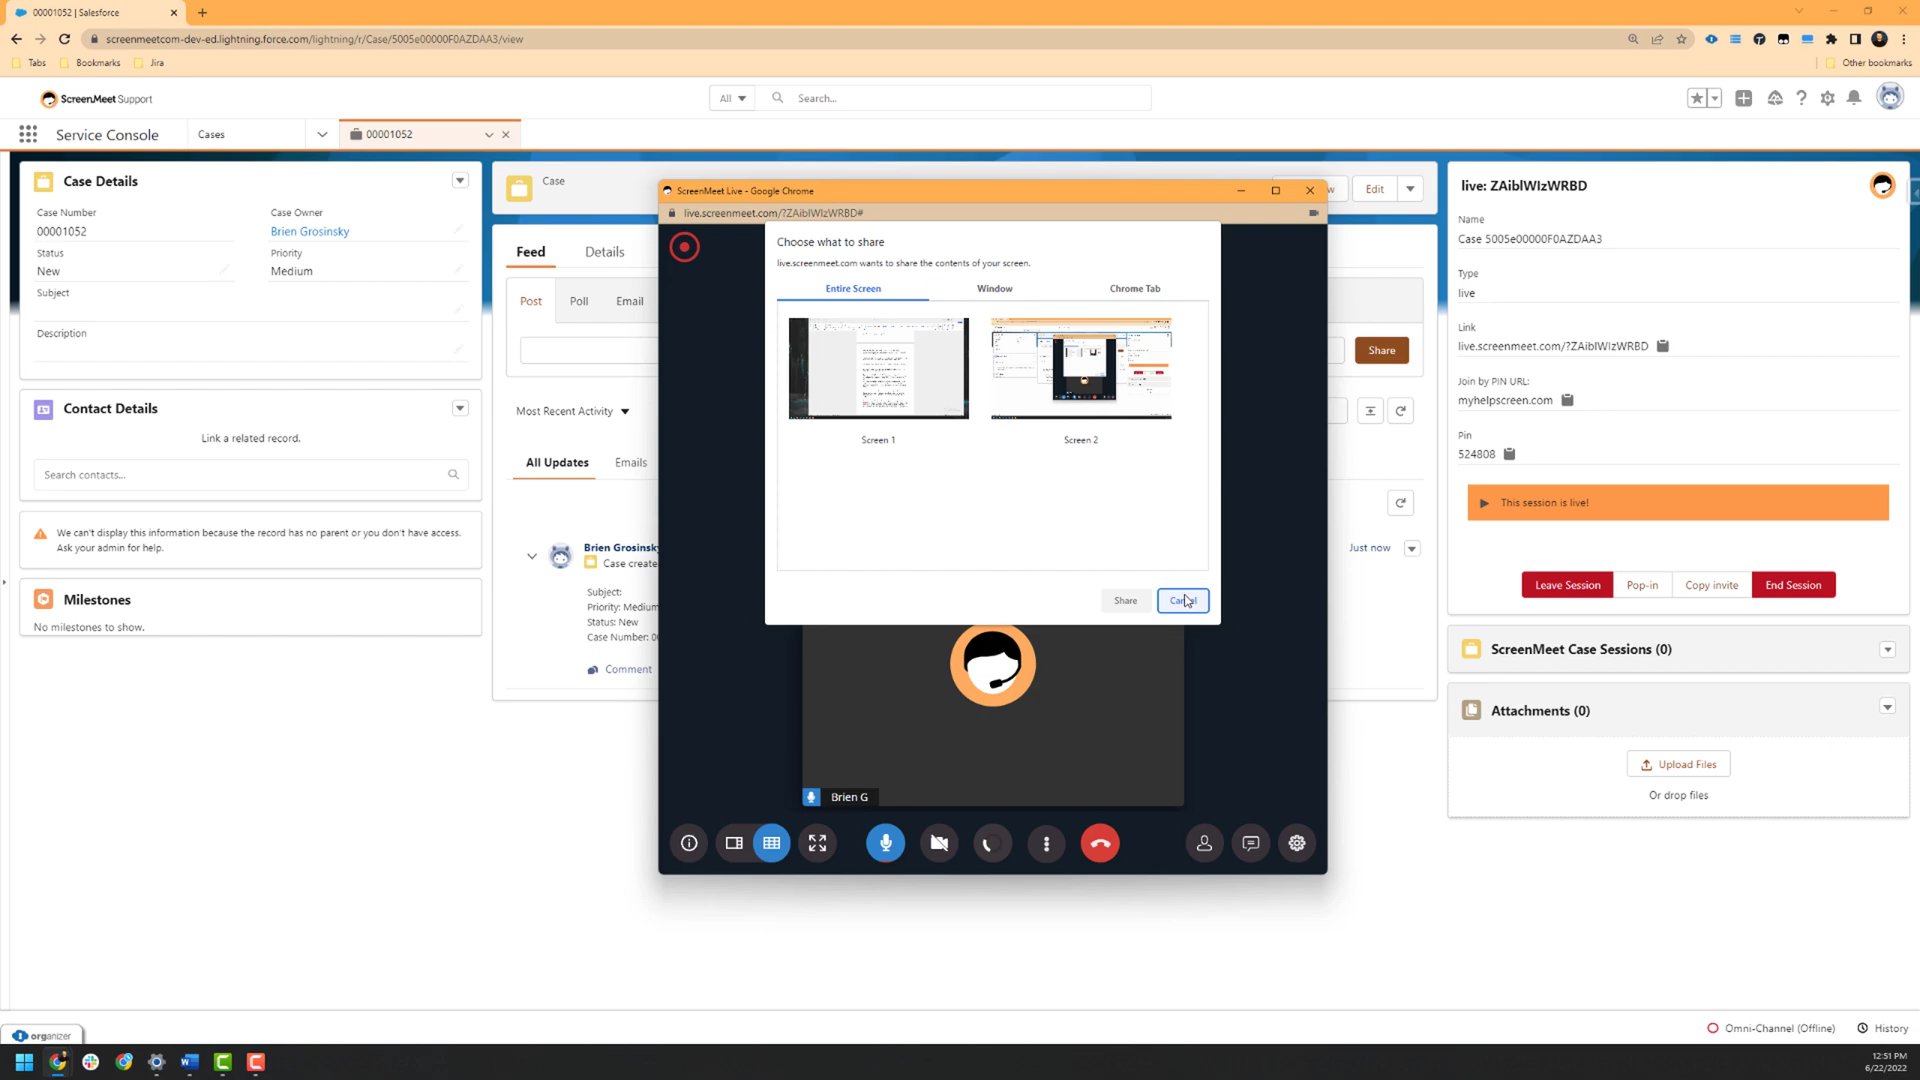 00001052 | Salesforce
screenmeetcom-dev-ed.lightning.force.com/lightning/r/Case/5005e00000F0AZDAA3/view
Tabs
Bookmarks
Jira
Other bookmarks
ScreenMeet Support
All
Search...
Service Console
Cases
00001052
Case Details
Case Number
00001052
Case Owner
Brien Grosinsky
Status
New
Priority
Medium
Subject
Description
Contact Details
Link a related record.
Search contacts...
We can't display this information because the record has no parent or you don't have access.
Ask your admin for help.
Milestones
No milestones to show.
Case
Edit
Feed
Details
Post
Poll
Email
Share
Most Recent Activity
All Updates
Emails
Brien Grosinsky
Case create
Just now
Subject:
Priority: Medium
Status: New
Case Number: 00
Comment
ScreenMeet Live - Google Chrome
live.screenmeet.com/?ZAiblWIzWRBD#
Choose what to share
live.screenmeet.com wants to share the contents of your screen.
Entire Screen
Window
Chrome Tab
Screen 1
Screen 2
Share
Cancel
Brien G
live: ZAiblWIzWRBD
Name
Case 5005e00000F0AZDAA3
Type
live
Link
live.screenmeet.com/?ZAiblWIzWRBD
Join by PIN URL:
myhelpscreen.com
Pin
524808
This session is live!
Leave Session
Pop-in
Copy invite
End Session
ScreenMeet Case Sessions (0)
Attachments (0)
Upload Files
Or drop files
organizer
Omni-Channel (Offline)
History
12:51 PM
6/22/2022